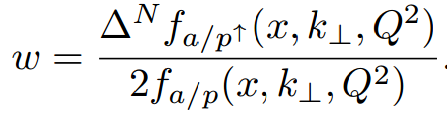 w = \frac{\Delta^N f_{a/p^\uparrow}(x, k_\perp, Q^2)}{2 f_{a/p}(x, k_\perp, Q^2)}.